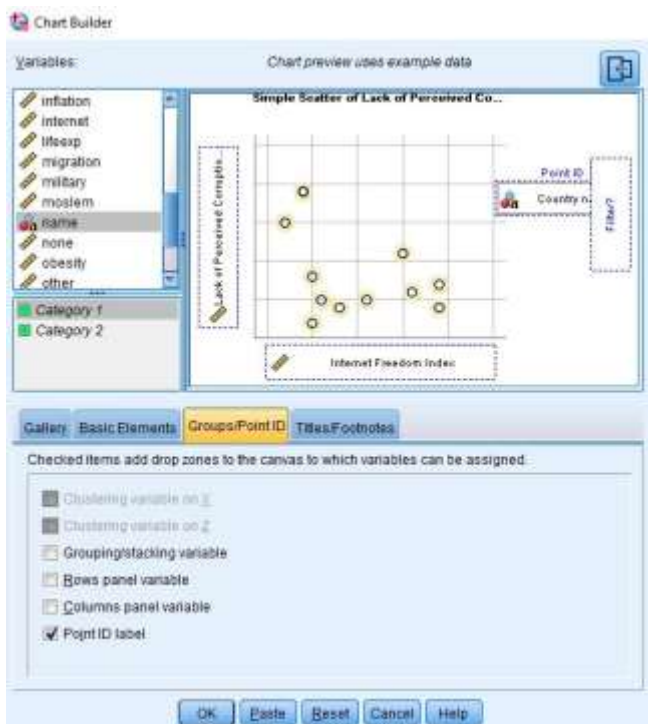 Chart Builder
Variables:
Chart preview uses example data
inflation
internet
lifeexp
migration
military
moslem
name
none
obesity
other
Category 1
Category 2
Simple Scatter of Lack of Perceived Co...
Lack of Perceived Corruptio...
Point ID
Country n
Filter?
Internet Freedom Index
Gallery
Basic Elements
Groups/Point ID
Titles/Footnotes
Checked items add drop zones to the canvas to which variables can be assigned.
Clustering variable on X
Clustering variable on Z
Grouping/stacking variable
Rows panel variable
Columns panel variable
Point ID label
OK
Paste
Reset
Cancel
Help